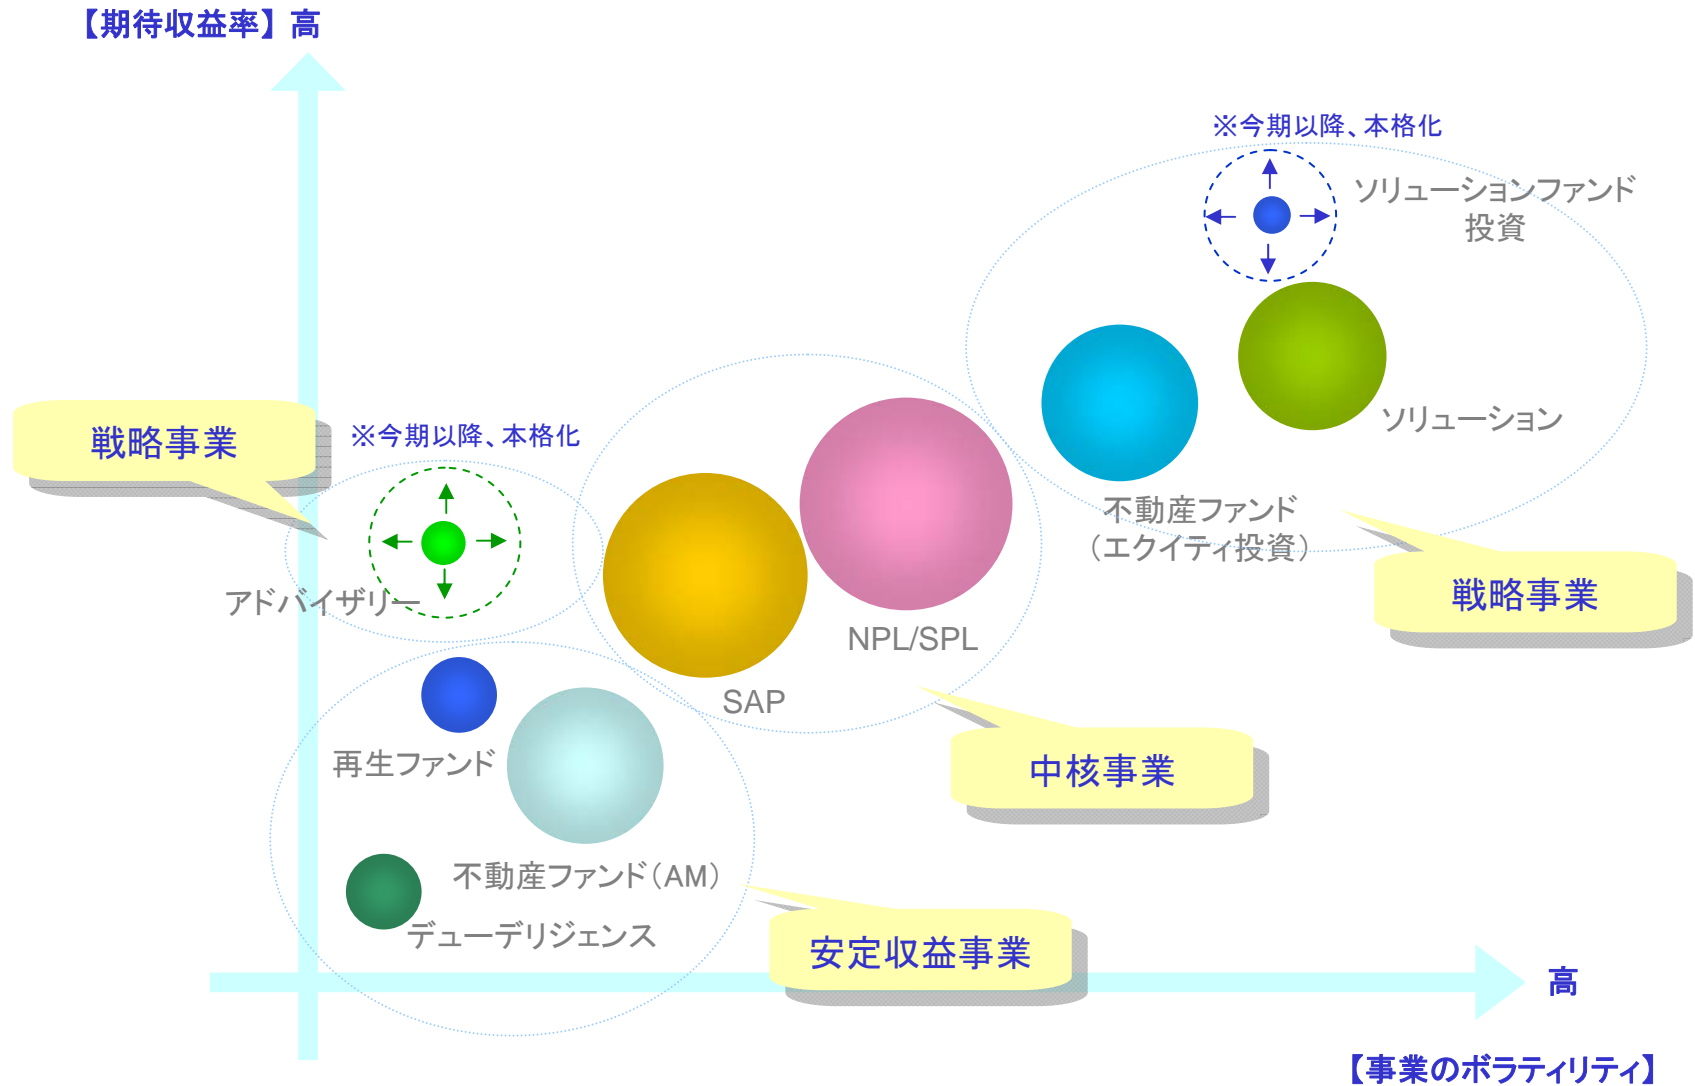 【期待収益率】 高
※今期以降、本格化
ソリューションファンド
投資
ソリューション
戦略事業
※今期以降、本格化
不動産ファンド
（エクイティ投資）
戦略事業
アドバイザリー
NPL/SPL
SAP
再生ファンド
中核事業
不動産ファンド（AM）
デューデリジェンス
安定収益事業
高
【事業のボラティリティ】